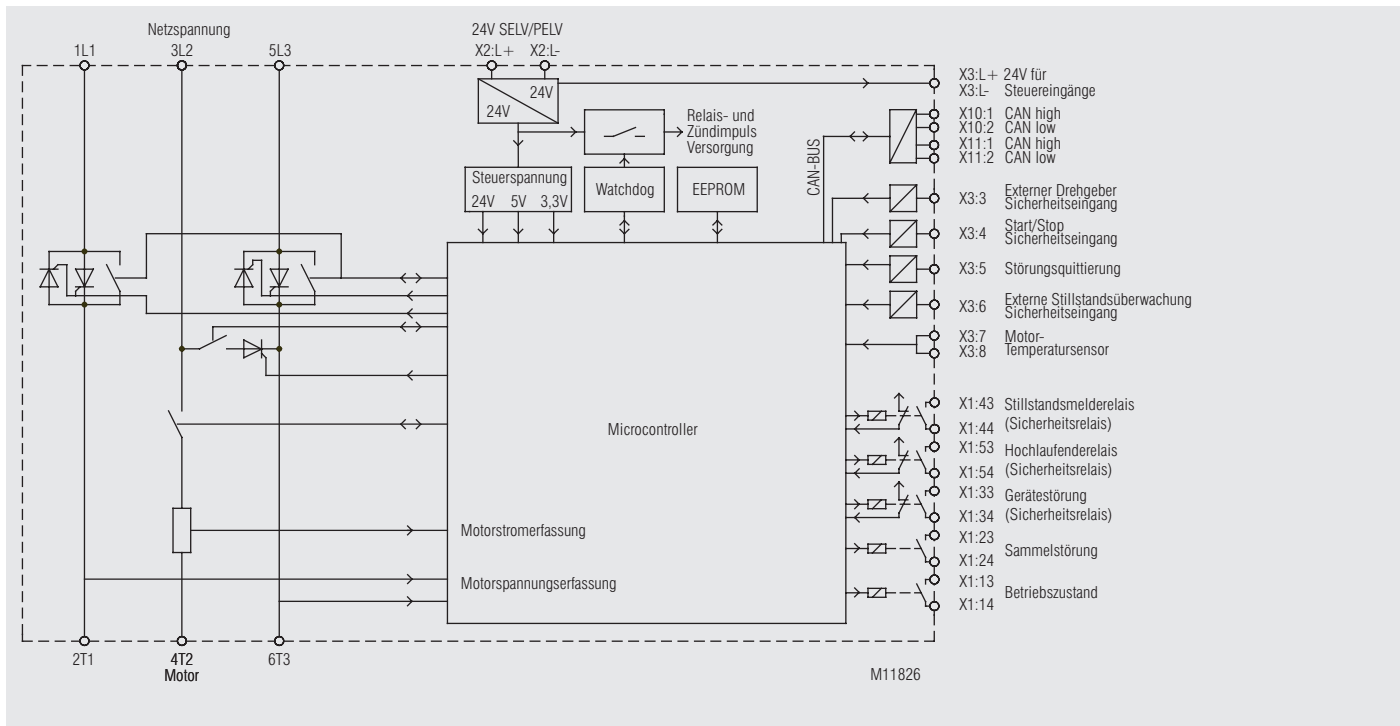 Netzspannung
1L1
3L2
5L3
24V SELV/PELV
X2:L+ X2:L-
24V
24V
Relais- und
Zündimpuls
Versorgung
Steuerspannung
24V 5V 3,3V
Watchdog
EEPROM
CAN-BUS
Microcontroller
Motorstromerfassung
Motorspannungserfassung
X3:L+ 24V für
X3:L- Steuereingänge
X10:1 CAN high
X10:2 CAN low
X11:1 CAN high
X11:2 CAN low
X3:3 Externer Drehgeber
Sicherheitseingang
X3:4 Start/Stop
Sicherheitseingang
X3:5 Störungsquittierung
X3:6 Externe Stillstandsüberwachung
Sicherheitseingang
X3:7 Motor-
X3:8 Temperatursensor
X1:43 Stillstandsmelderelais
X1:44 (Sicherheitsrelais)
X1:53 Hochlaufenderelais
X1:54 (Sicherheitsrelais)
X1:33 Gerätestörung
X1:34 (Sicherheitsrelais)
X1:23
X1:24
Sammelstörung
X1:13
X1:14
Betriebszustand
2T1
4T2
6T3
Motor
M11826